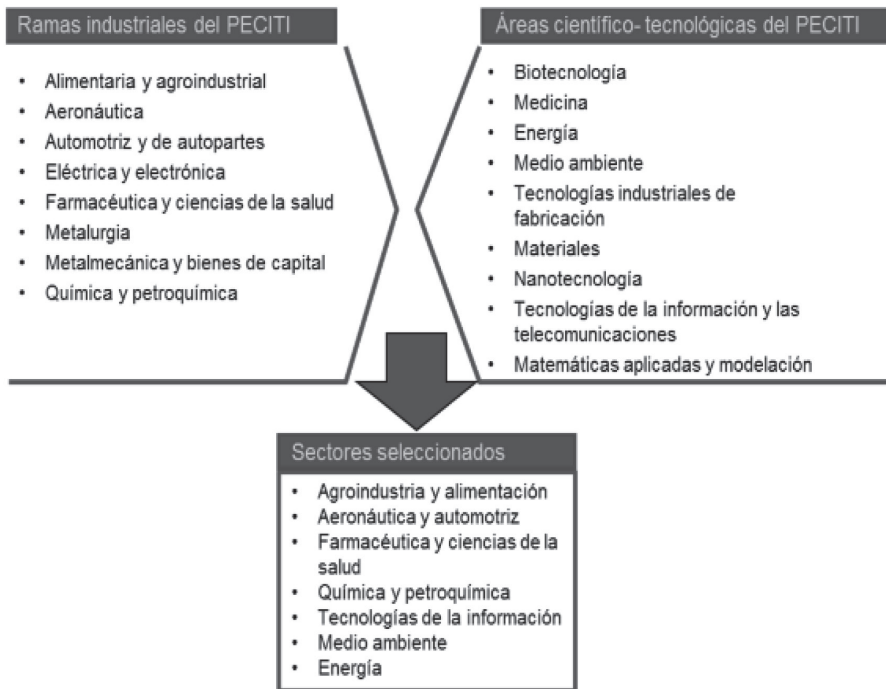 Ramas industriales del PECITI
• Alimentaria y agroindustrial
• Aeronáutica
• Automotriz y de autopartes
• Eléctrica y electrónica
• Farmacéutica y ciencias de la salud
• Metalurgia
• Metalmecánica y bienes de capital
• Química y petroquímica
Áreas científico- tecnológicas del PECITI
• Biotecnología
• Medicina
• Energía
• Medio ambiente
• Tecnologías industriales de
fabricación
• Materiales
• Nanotecnología
• Tecnologías de la información y las
telecomunicaciones
• Matemáticas aplicadas y modelación
Sectores seleccionados
• Agroindustria y alimentación
• Aeronáutica y automotriz
• Farmacéutica y ciencias de la
salud
• Química y petroquímica
• Tecnologías de la información
• Medio ambiente
• Energía